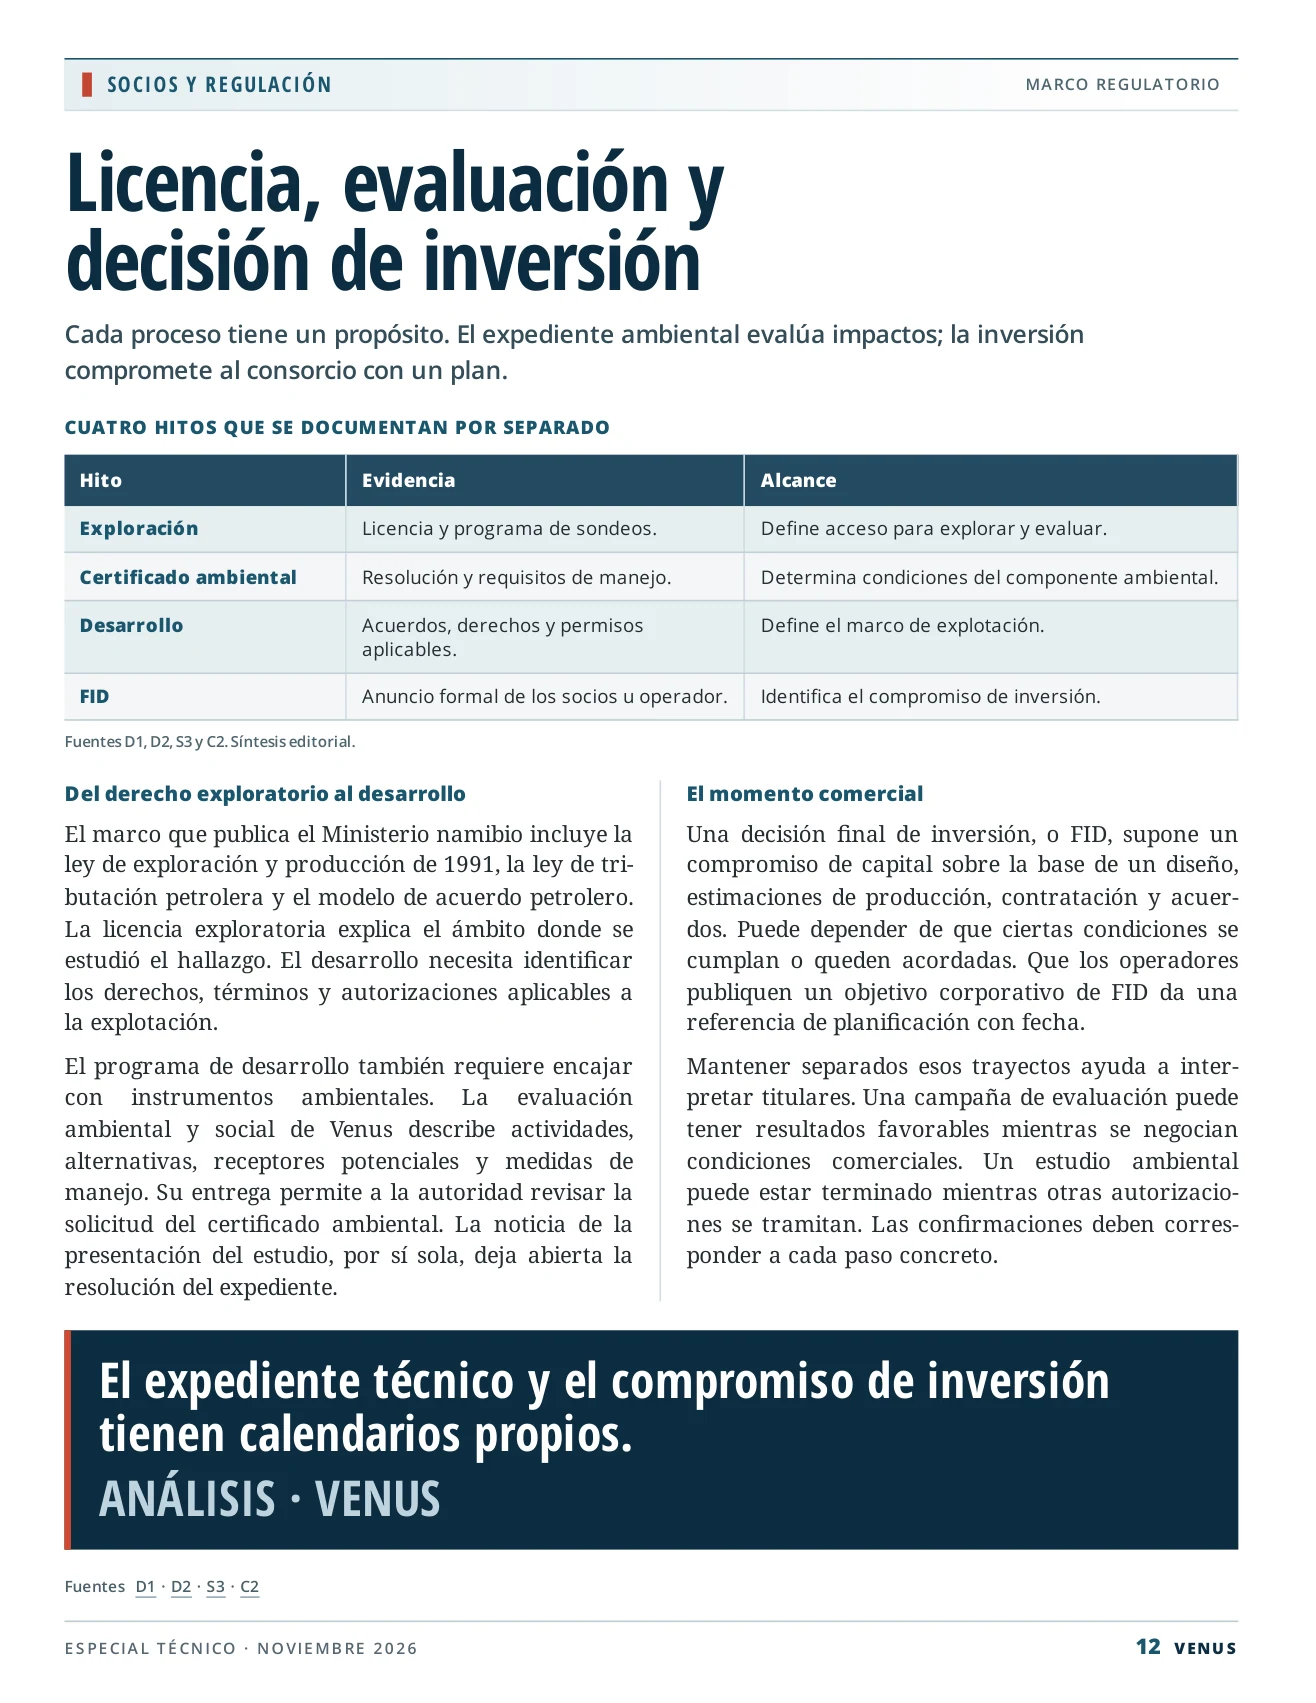 SOCIOS Y REGULACIÓN
MARCO REGULATORIO
Licencia, evaluación y
decisión de inversión
Cada proceso tiene un propósito. El expediente ambiental evalúa impactos; la inversión
compromete al consorcio con un plan.
CUATRO HITOS QUE SE DOCUMENTAN POR SEPARADO
Hito Evidencia Alcance
Exploración Licencia y programa de sondeos. Define acceso para explorar y evaluar.
Certificado ambiental Resolución y requisitos de manejo. Determina condiciones del componente ambiental.
Desarrollo Acuerdos, derechos y permisos Define el marco de explotación.
aplicables.
FID Anuncio formal de los socios u operador. Identifica el compromiso de inversión.
Fuentes D1, D2, S3 y C2. Síntesis editorial.
Del derecho exploratorio al desarrollo
El marco que publica el Ministerio namibio incluye la
ley de exploración y producción de 1991, la ley de tri-
butación petrolera y el modelo de acuerdo petrolero.
La licencia exploratoria explica el ámbito donde se
estudió el hallazgo. El desarrollo necesita identificar
los derechos, términos y autorizaciones aplicables a
la explotación.
El programa de desarrollo también requiere encajar
con instrumentos ambientales. La evaluación
ambiental y social de Venus describe actividades,
alternativas, receptores potenciales y medidas de
manejo. Su entrega permite a la autoridad revisar la
solicitud del certificado ambiental. La noticia de la
presentación del estudio, por sí sola, deja abierta la
resolución del expediente.
El momento comercial
Una decisión final de inversión, o FID, supone un
compromiso de capital sobre la base de un diseño,
estimaciones de producción, contratación y acuer-
dos. Puede depender de que ciertas condiciones se
cumplan o queden acordadas. Que los operadores
publiquen un objetivo corporativo de FID da una
referencia de planificación con fecha.
Mantener separados esos trayectos ayuda a inter-
pretar titulares. Una campaña de evaluación puede
tener resultados favorables mientras se negocian
condiciones comerciales. Un estudio ambiental
puede estar terminado mientras otras autorizacio-
nes se tramitan. Las confirmaciones deben corres-
ponder a cada paso concreto.
El expediente técnico y el compromiso de inversión
tienen calendarios propios.
ANÁLISIS · VENUS
Fuentes D1 · D2 · S3 · C2
ESPECIAL TÉCNICO · NOVIEMBRE 2026
12 VENUS